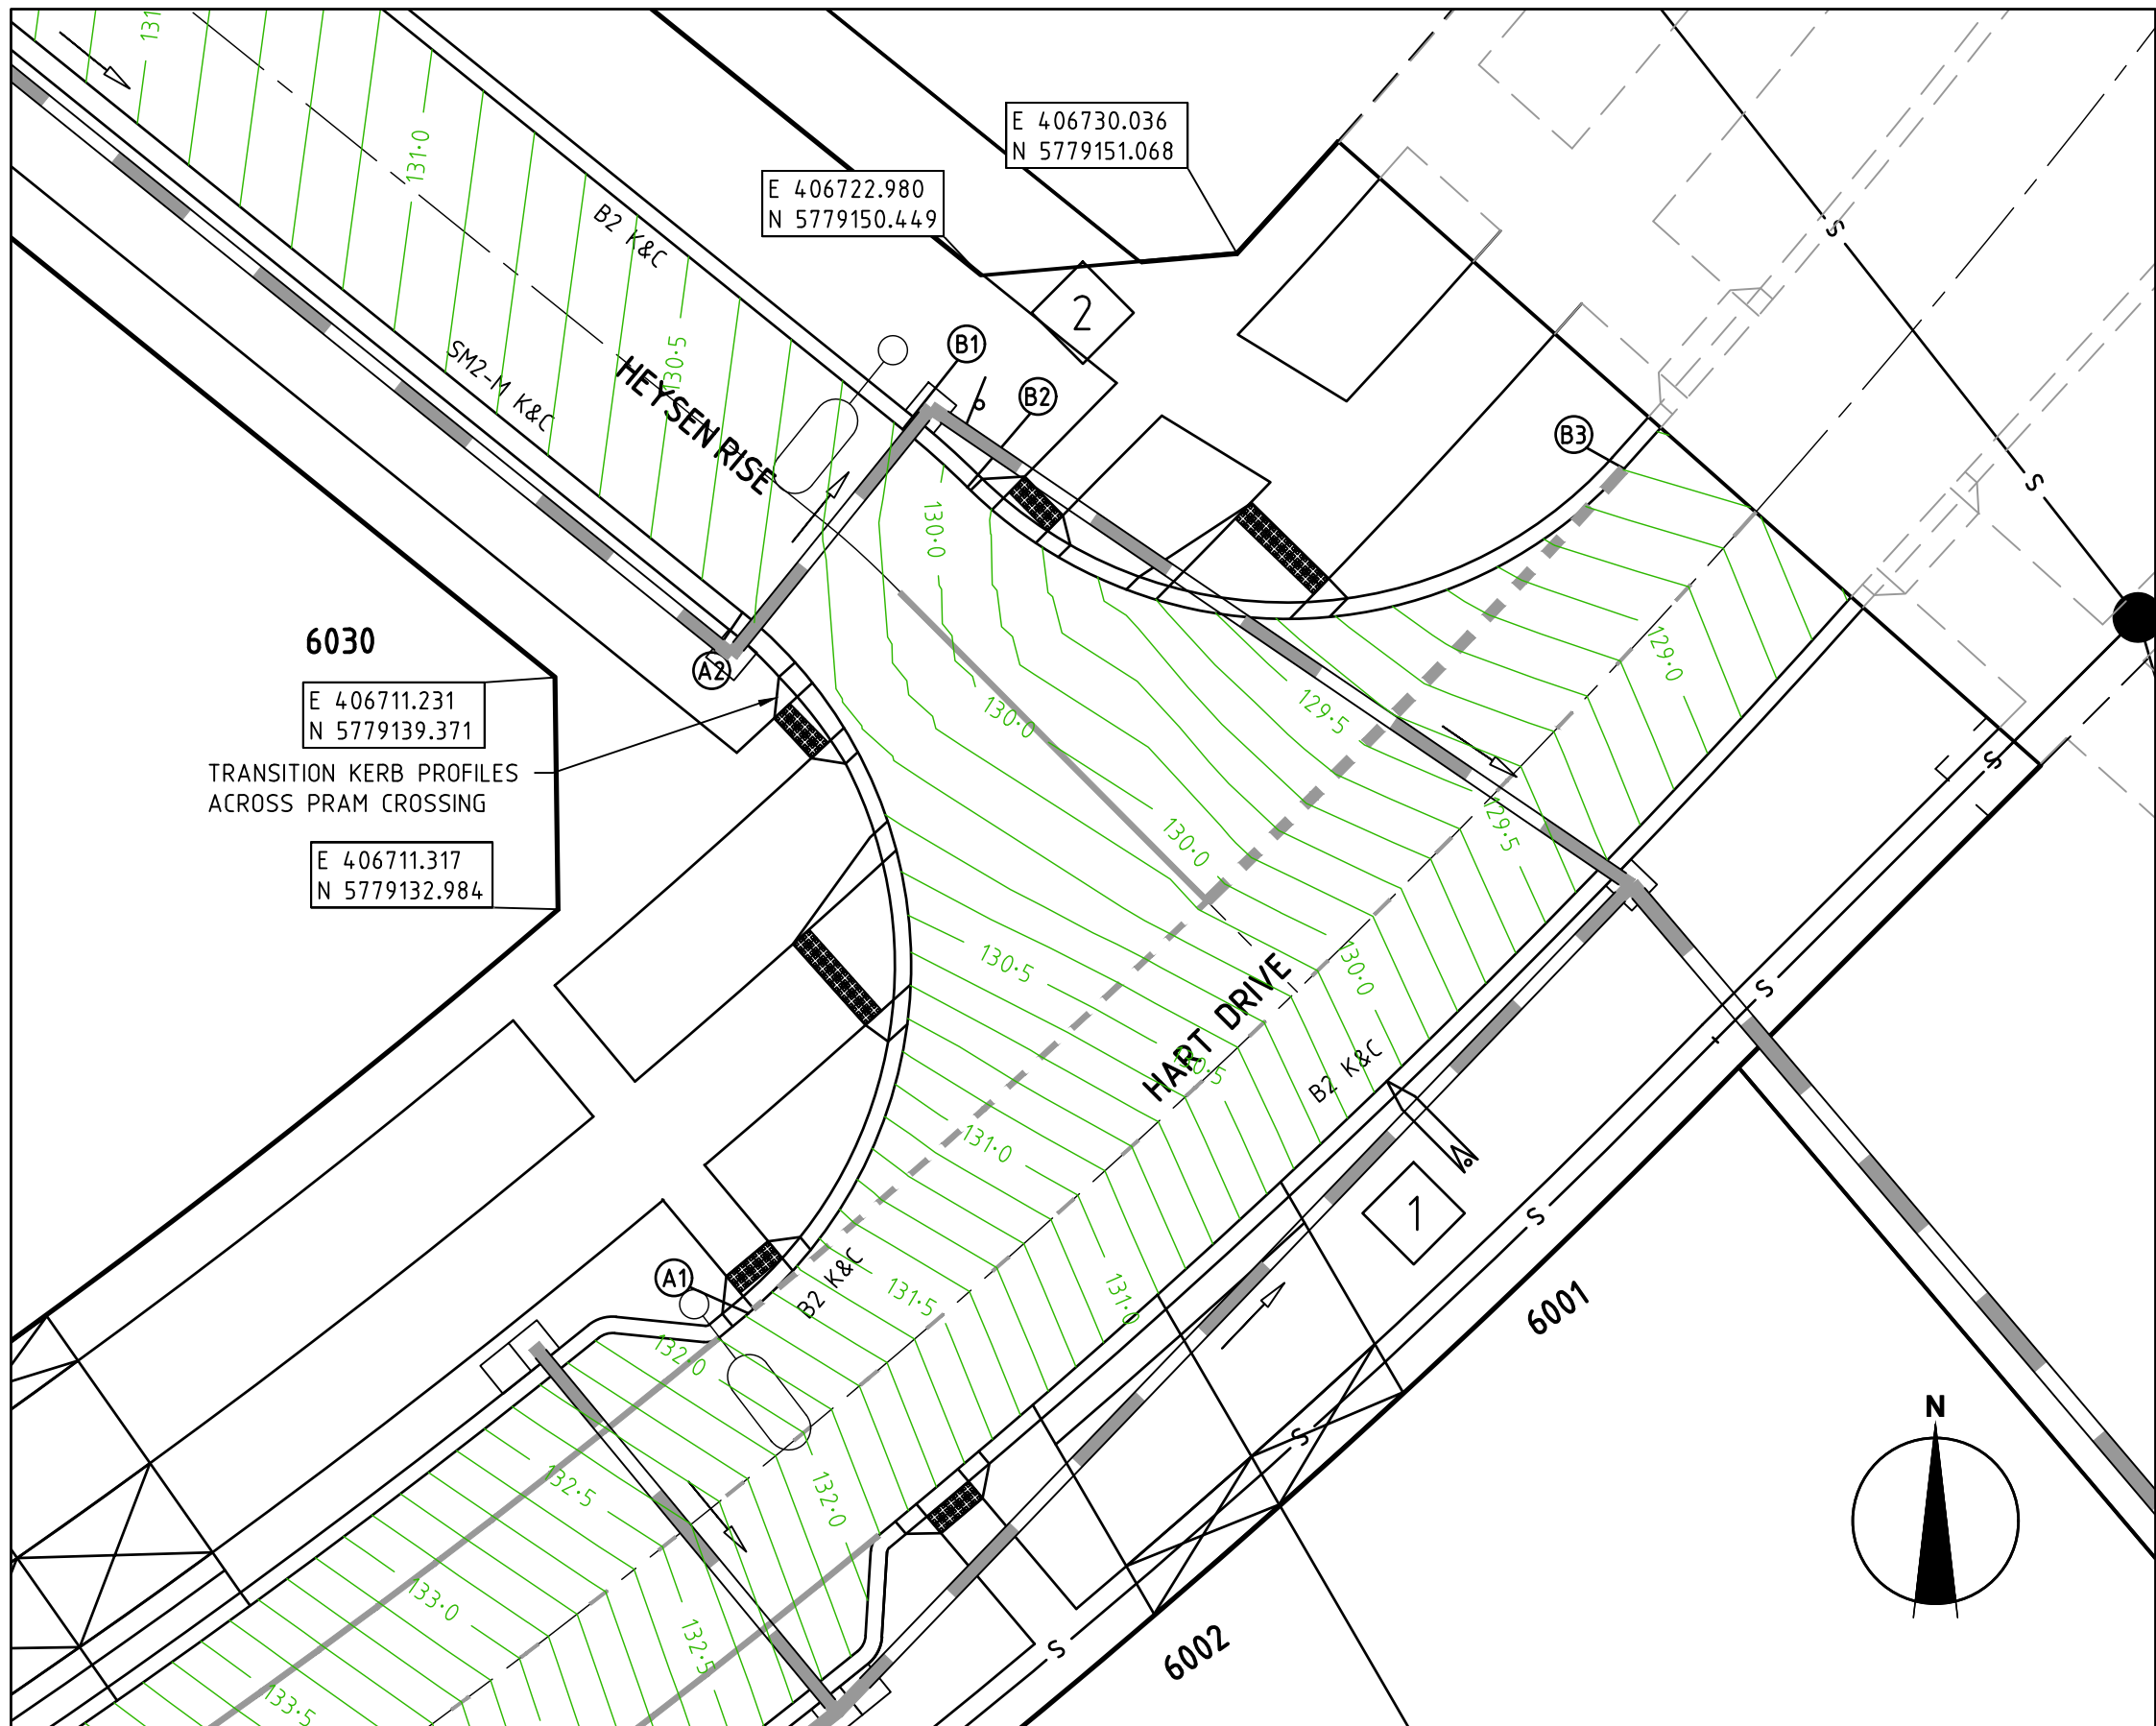 131
E 406730.036
N 5779151.068
131·0
E 406722.980
N 5779150.449
B2 K&C
S
2
SM2-M K&C
130·5
HEYSEN RISE
B1
B2
B3
S
130·0
6030
A2
129·0
E 406711.231
N 5779139.371
130·0
129·5
TRANSITION KERB PROFILES
ACROSS PRAM CROSSING
S
129·5
130·0
E 406711.317
N 5779132.984
130·5
130·0
HART DRIVE
S
130·5
B2 K&C
131·0
1
S
A1
B2 K&C
131·5
131·0
6001
132·0
N
S
132·5
132·0
133·0
132·5
S
6002
133·5